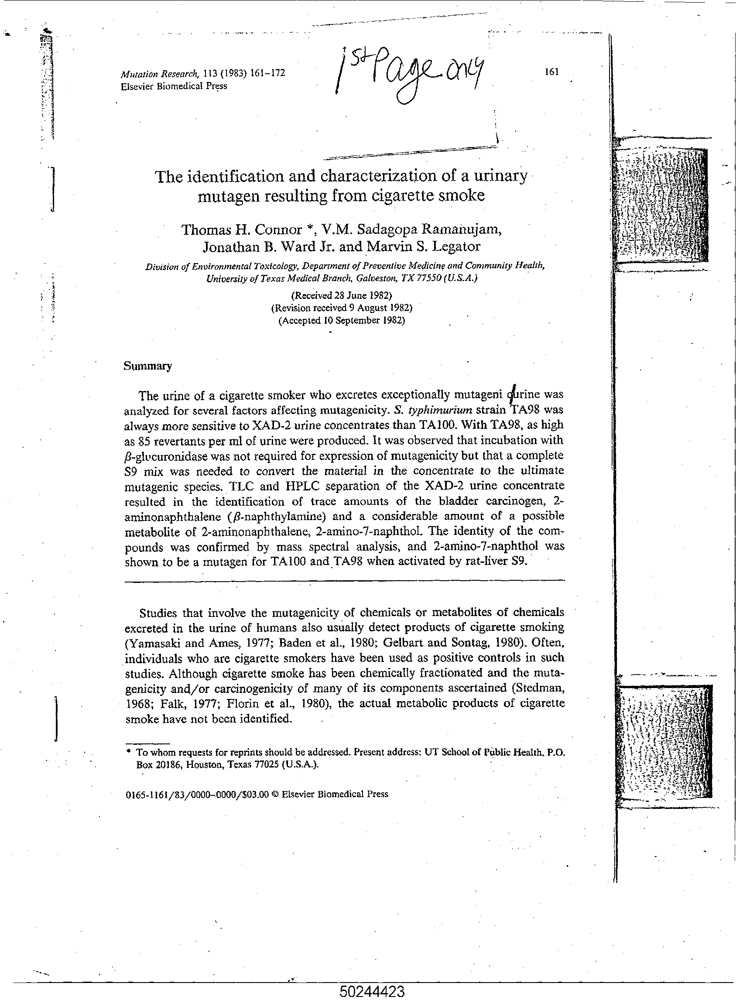 Mutation Research, 113 (1983) 161-172
Elsevier Biomedical Press
1st Page only
161
The identification and characterization of a urinary
mutagen resulting from cigarette smoke
Thomas H. Connor *, V.M. Sadagopa Ramanujam,
Jonathan B. Ward Jr. and Marvin S. Legator
Division of Environmental Toxicology, Department of Preventive Medicine and Community Health,
University of Texas Medical Branch, Galveston, TX 77550 (U.S.A.)
(Received 28 June 1982)
(Revision received 9 August 1982)
(Accepted 10 September 1982)
Summary
The urine of a cigarette smoker who excretes exceptionally mutageni urine was
analyzed for several factors affecting mutagenicity. S. typhimurium strain TA98 was
always more sensitive to XAD-2 urine concentrates than TA100. With TA98, as high
as 85 revertants per ml of urine were produced. It was observed that incubation with
β-glucuronidase was not required for expression of mutagenicity but that a complete
S9 mix was needed to convert the material in the concentrate to the ultimate
mutagenic species. TLC and HPLC separation of the XAD-2 urine concentrate
resulted in the identification of trace amounts of the bladder carcinogen, 2-
aminonaphthalene (β-naphthylamine) and a considerable amount of a possible
metabolite of 2-aminonaphthalene, 2-amino-7-naphthol. The identity of the com-
pounds was confirmed by mass spectral analysis, and 2-amino-7-naphthol was
shown to be a mutagen for TA100 and TA98 when activated by rat-liver S9.
Studies that involve the mutagenicity of chemicals or metabolites of chemicals
excreted in the urine of humans also usually detect products of cigarette smoking
(Yamasaki and Ames, 1977; Baden et al., 1980; Gelbart and Sontag, 1980). Often,
individuals who are cigarette smokers have been used as positive controls in such
studies. Although cigarette smoke has been chemically fractionated and the muta-
genicity and/or carcinogenicity of many of its components ascertained (Stedman,
1968; Falk, 1977; Florin et al., 1980), the actual metabolic products of cigarette
smoke have not been identified.
* To whom requests for reprints should be addressed. Present address: UT School of Public Health, P.O.
Box 20186, Houston, Texas 77025 (U.S.A.).
0165-1161/83/0000-0000/$03.00 © Elsevier Biomedical Press
50244423